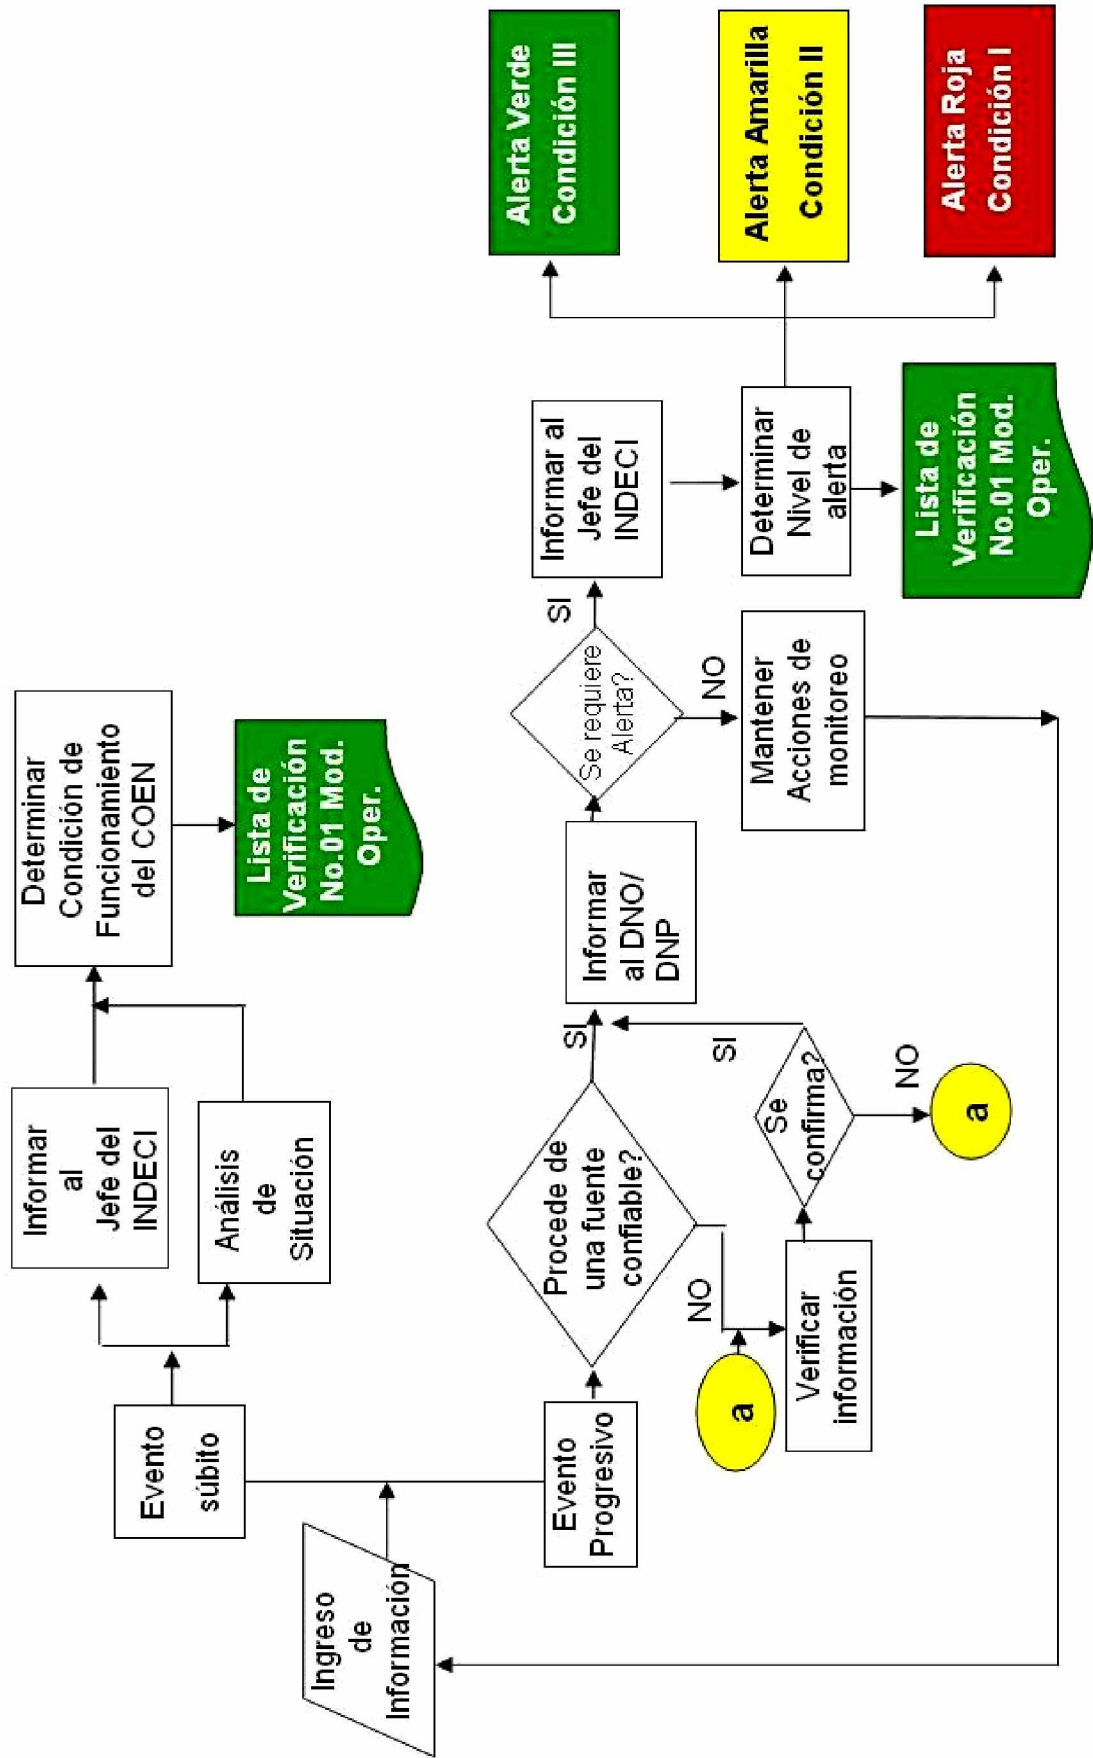 Ingreso
de
Información
Evento
súbito
Informar
al
Jefe del
INDECI
Análisis
de
Situación
Determinar
Condición de
Funcionamiento
del COEN
Lista de
Verificación
No.01 Mod.
Oper.
Evento
Progresivo
Procede de
una fuente
confiable?
SI
NO
a
Verificar
información
Se
confirma?
SI
NO
a
Informar
al DNO/
DNP
Se requiere
Alerta?
SI
NO
Mantener
Acciones de
monitoreo
Informar al
Jefe del
INDECI
Determinar
Nivel de
alerta
Lista de
Verificación
No.01 Mod.
Oper.
Alerta Verde
Condición III
Alerta Amarilla
Condición II
Alerta Roja
Condición I